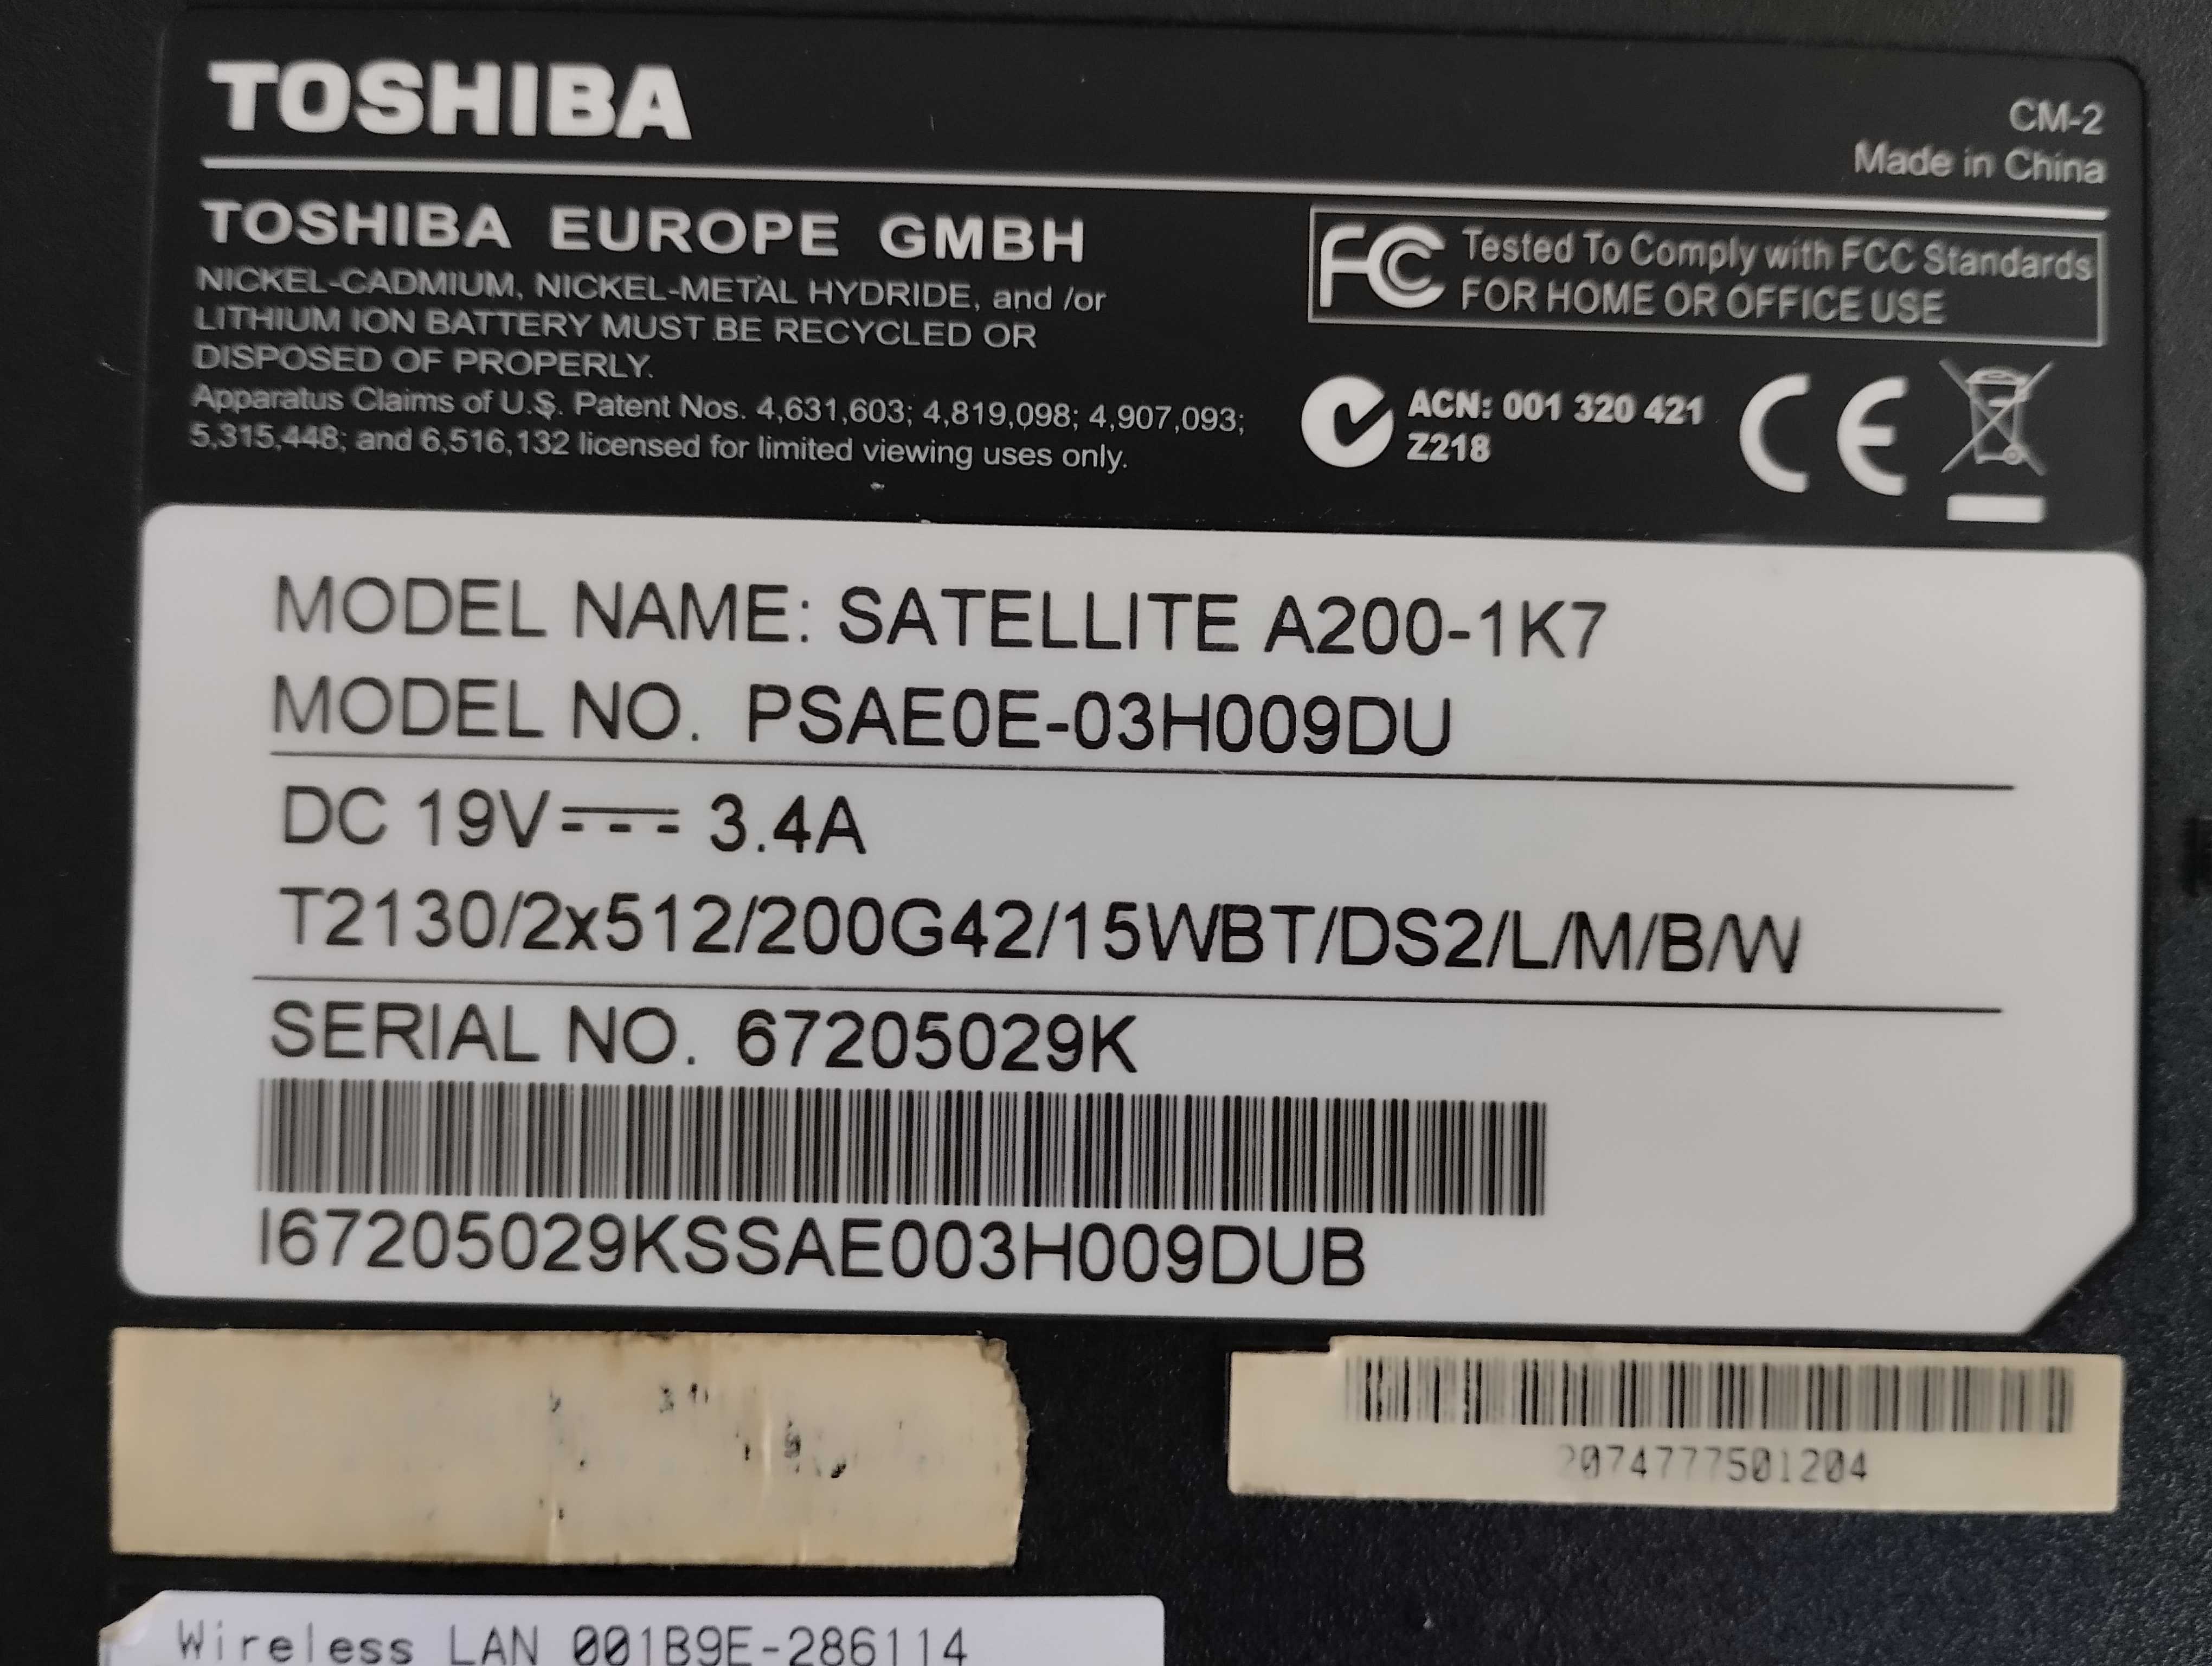 TOSHIBA
CM-2
Made in China
TOSHIBA EUROPE GMBH
NICKEL-CADMIUM, NICKEL-METAL HYDRIDE, and /or
LITHIUM ION BATTERY MUST BE RECYCLED OR
DISPOSED OF PROPERLY.
Apparatus Claims of U.S. Patent Nos. 4,631,603; 4,819,098; 4,907,093;
5,315,448; and 6,516,132 licensed for limited viewing uses only.
FC Tested To Comply with FCC Standards
FOR HOME OR OFFICE USE
ACN: 001 320 421
Z218
CE
MODEL NAME: SATELLITE A200-1K7
MODEL NO. PSAE0E-03H009DU
DC 19V 3.4A
T2130/2x512/200G42/15WBT/DS2/L/M/B/W
SERIAL NO. 67205029K
I67205029KSSAE003H009DUB
Wireless LAN 001B9E-286114